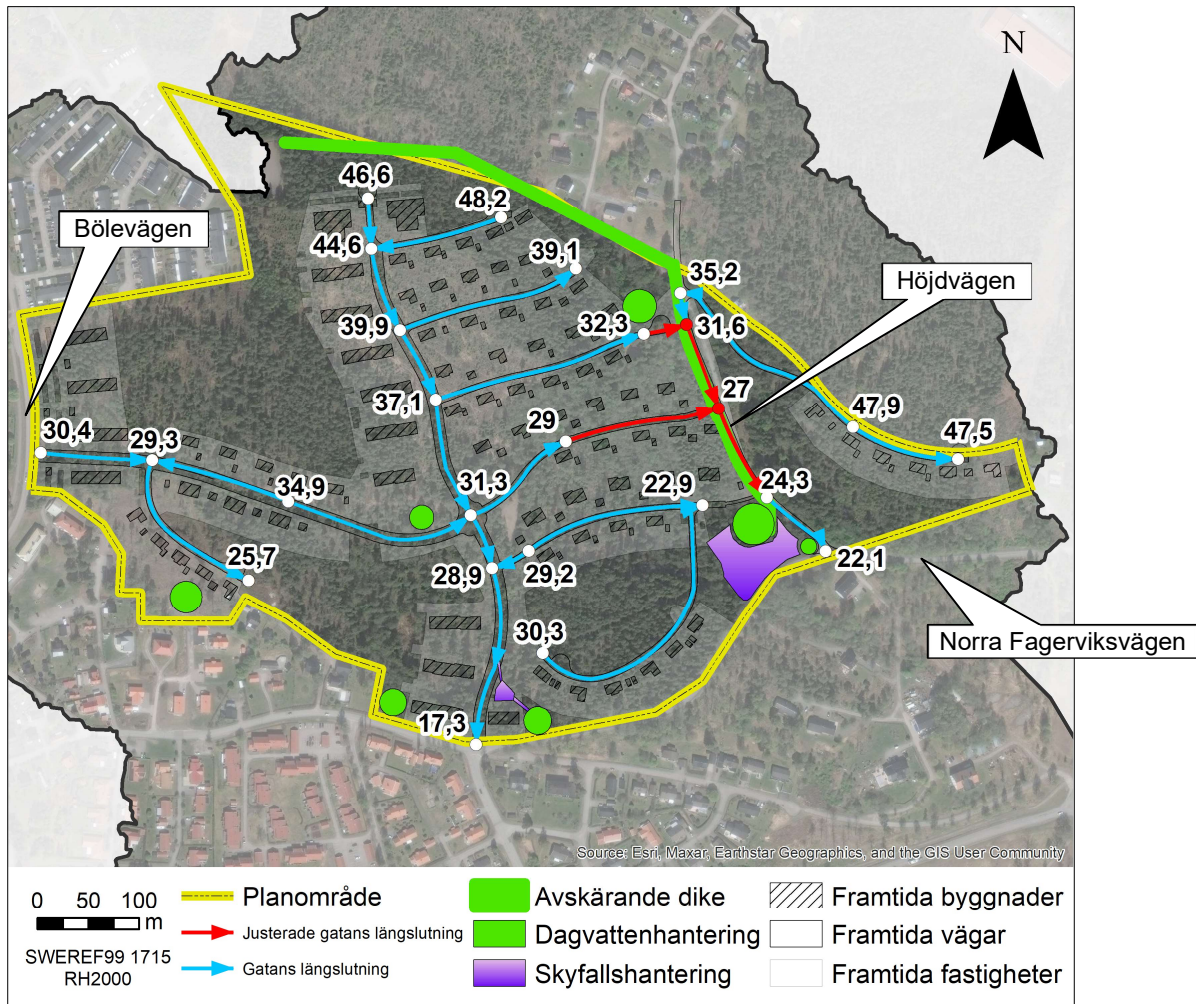 N
46,6
48,2
Bölevägen
44,6
39,1
35,2
Höjdvägen
32,3
31,6
39,9
27
37,1
47,9
47,5
29
30,4
29,3
34,9
31,3
22,9
24,3
28,9
29,2
22,1
25,7
30,3
Norra Fagerviksvägen
17,3
Source: Esri, Maxar, Earthstar Geographics, and the GIS User Community
0 50 100
m
SWEREF99 1715
RH2000
Planområde
Justerade gatans längslutning
Gatans längslutning
Avskärande dike
Dagvattenhantering
Skyfallshantering
Framtida byggnader
Framtida vägar
Framtida fastigheter